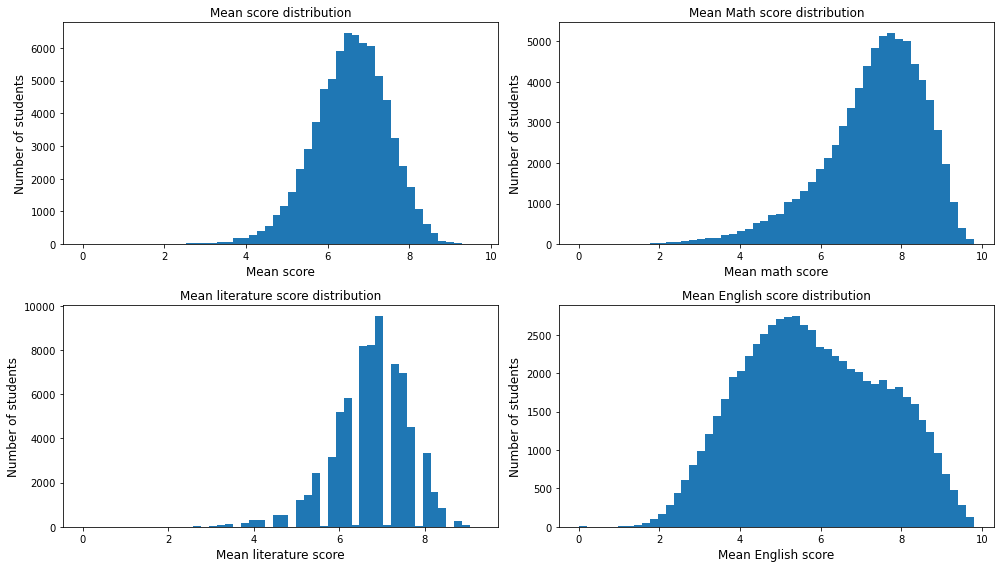 Mean score distribution
Number of students
6000
5000
4000
3000
2000
1000
0
0 2 4 6 8 10
Mean score
Mean Math score distribution
Number of students
5000
4000
3000
2000
1000
0
0 2 4 6 8 10
Mean math score
Mean literature score distribution
Number of students
10000
8000
6000
4000
2000
0
0 2 4 6 8
Mean literature score
Mean English score distribution
Number of students
2500
2000
1500
1000
500
0
0 2 4 6 8 10
Mean English score